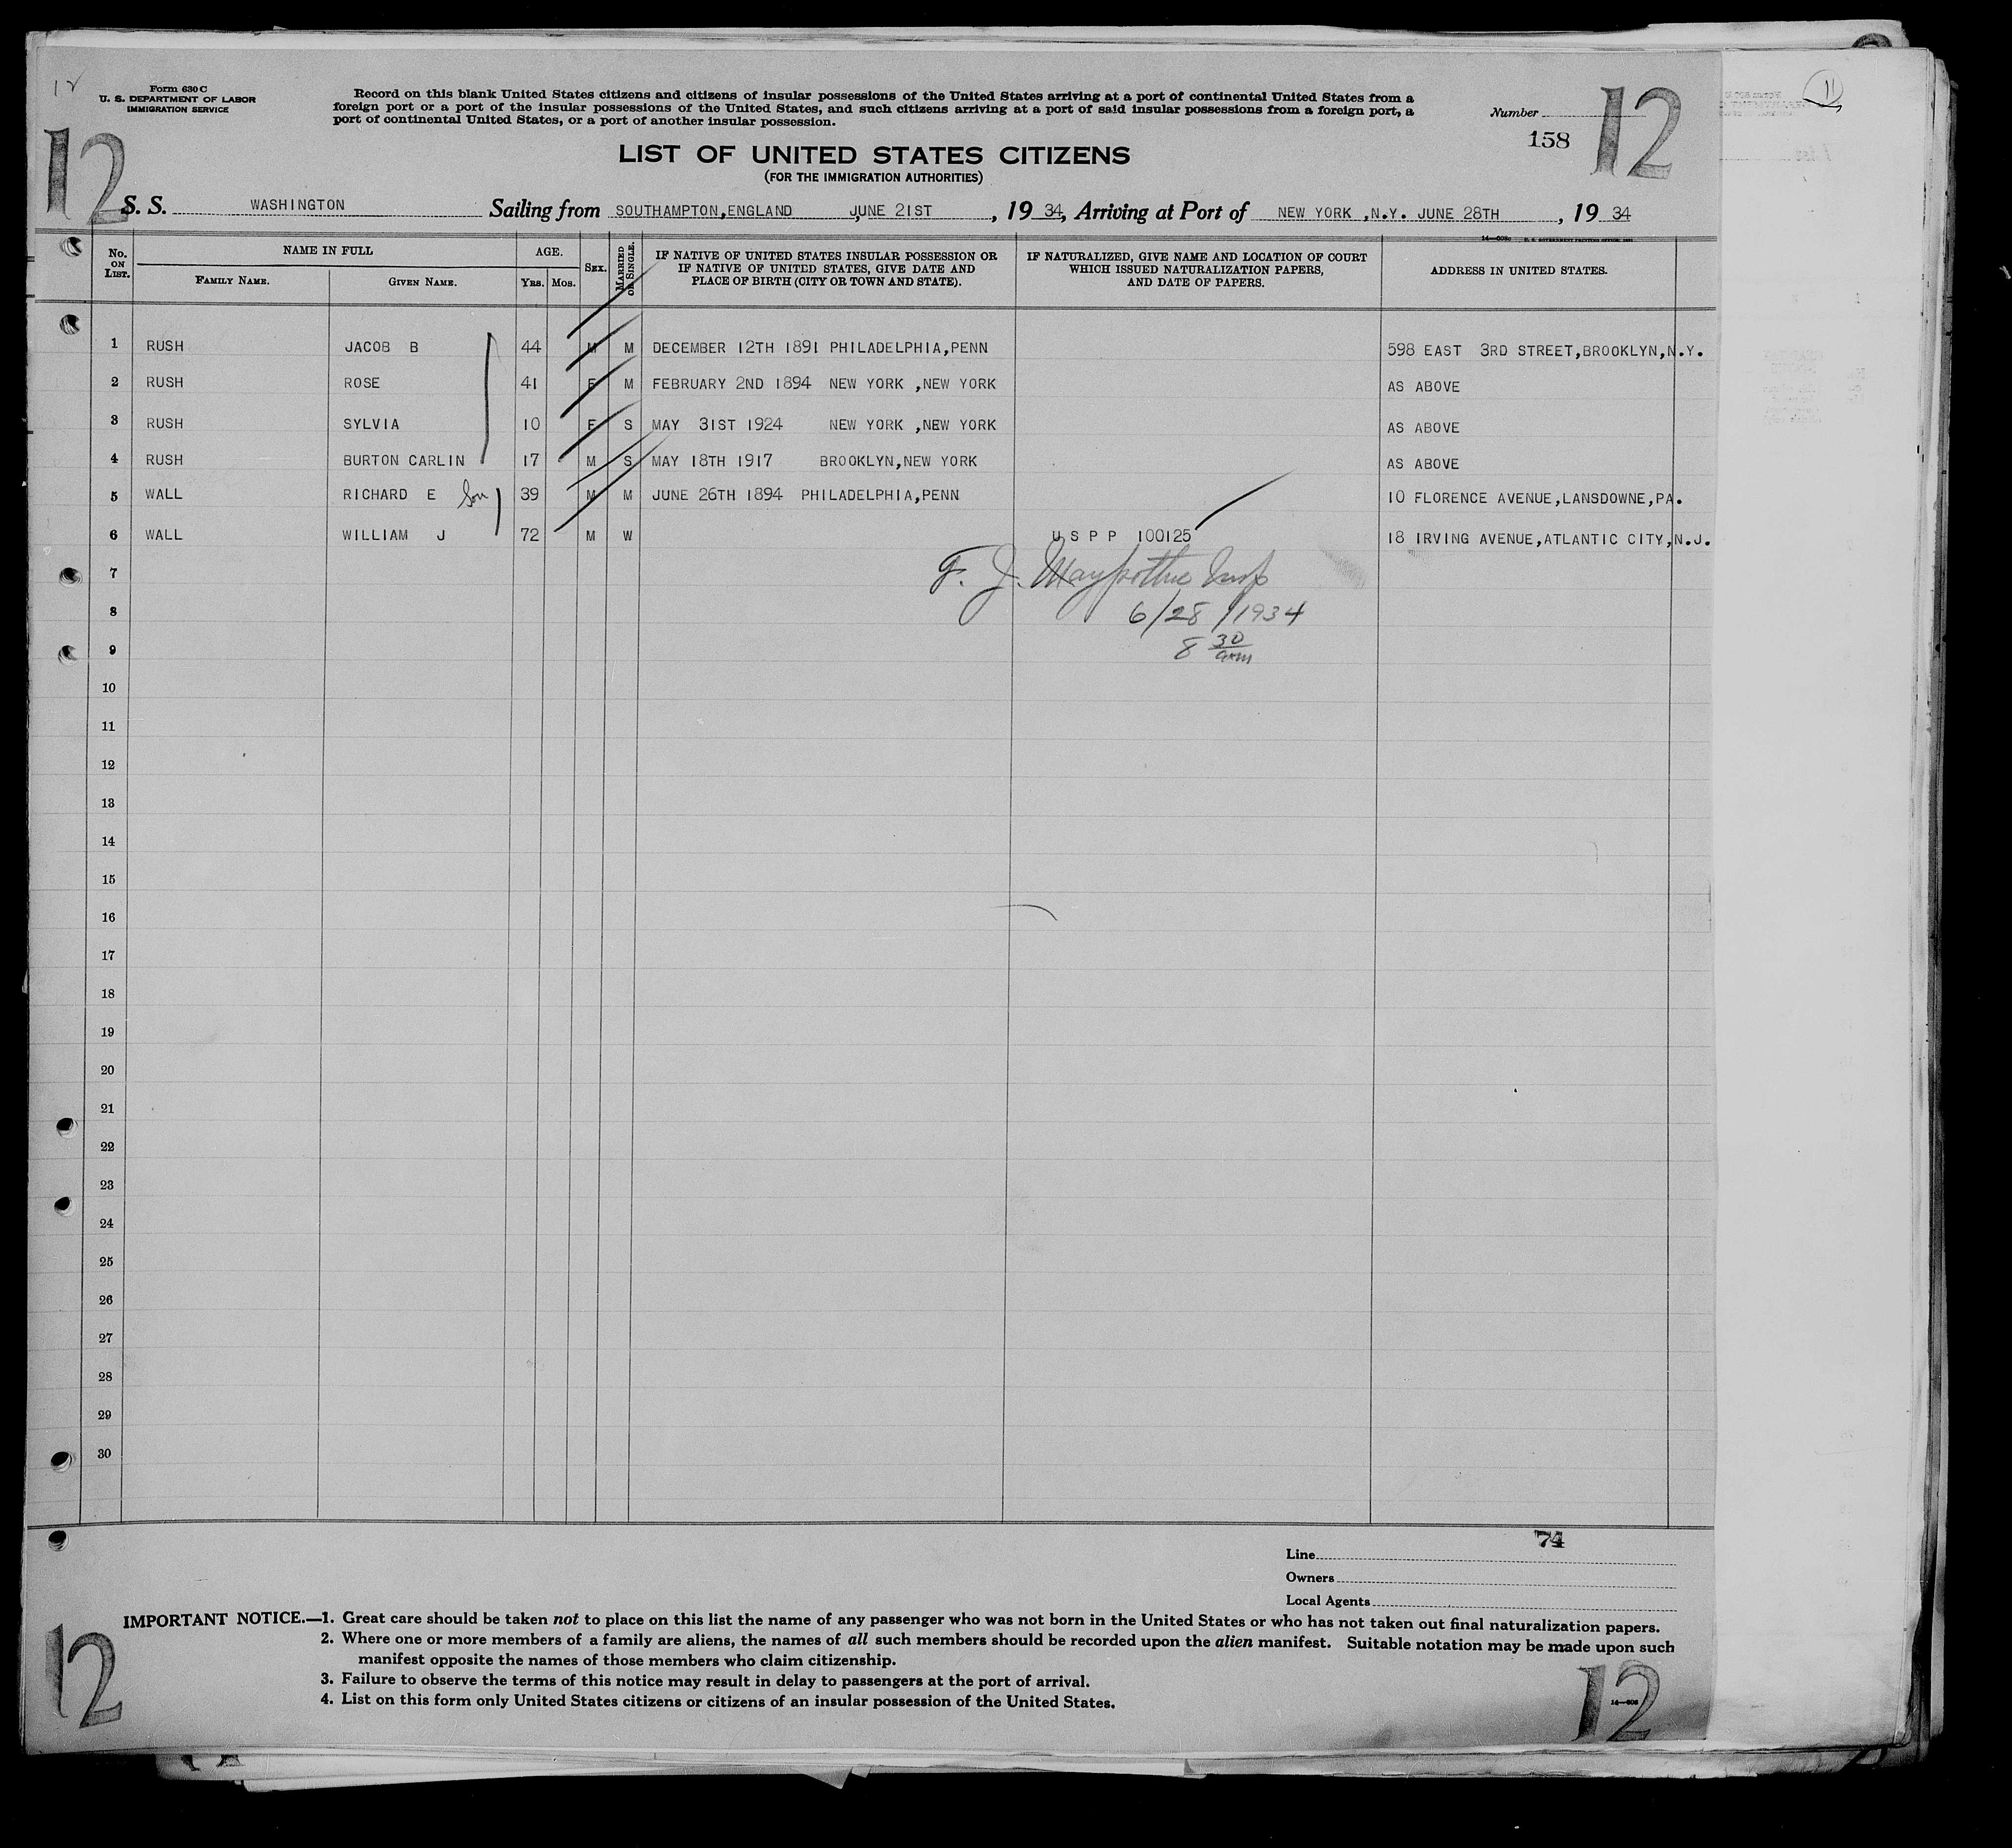 12
Form 630 C
U. S. DEPARTMENT OF LABOR
IMMIGRATION SERVICE
Record on this blank United States citizens and citizens of insular possessions of the United States arriving at a port of continental United States from a
foreign port or a port of the insular possessions of the United States, and such citizens arriving at a port of said insular possessions from a foreign port, a
port of continental United States, or a port of another insular possession.
Number
158
12
12
11
LIST OF UNITED STATES CITIZENS
(FOR THE IMMIGRATION AUTHORITIES)
S. S. WASHINGTON Sailing from SOUTHAMPTON,ENGLAND JUNE 21ST, 1934, Arriving at Port of NEW YORK ,N.Y. JUNE 28TH, 1934
No. ON LIST. NAME IN FULL AGE. SEX. MARRIED OR SINGLE. IF NATIVE OF UNITED STATES INSULAR POSSESSION OR IF NATIVE OF UNITED STATES, GIVE DATE AND PLACE OF BIRTH (CITY OR TOWN AND STATE). IF NATURALIZED, GIVE NAME AND LOCATION OF COURT WHICH ISSUED NATURALIZATION PAPERS, AND DATE OF PAPERS. ADDRESS IN UNITED STATES.
FAMILY NAME. GIVEN NAME. YRS. MOS.
1 RUSH JACOB B 44 M M DECEMBER 12TH 1891 PHILADELPHIA,PENN 598 EAST 3RD STREET,BROOKLYN,N.Y.
2 RUSH ROSE 41 F M FEBRUARY 2ND 1894 NEW YORK ,NEW YORK AS ABOVE
3 RUSH SYLVIA 10 F S MAY 31ST 1924 NEW YORK ,NEW YORK AS ABOVE
4 RUSH BURTON CARLIN 17 M S MAY 18TH 1917 BROOKLYN,NEW YORK AS ABOVE
5 WALL RICHARD E Son 39 M M JUNE 26TH 1894 PHILADELPHIA,PENN 10 FLORENCE AVENUE,LANSDOWNE,PA.
6 WALL WILLIAM J 72 M W U S P P 100125 18 IRVING AVENUE,ATLANTIC CITY,N.J.
7 F. J.
8 6/28/1934
9 8 30 am
10
11
12
13
14
15
16
17
18
19
20
21
22
23
24
25
26
27
28
29
30
74
Line
Owners
Local Agents
IMPORTANT NOTICE.—1. Great care should be taken not to place on this list the name of any passenger who was not born in the United States or who has not taken out final naturalization papers.
2. Where one or more members of a family are aliens, the names of all such members should be recorded upon the alien manifest. Suitable notation may be made upon such
manifest opposite the names of those members who claim citizenship.
3. Failure to observe the terms of this notice may result in delay to passengers at the port of arrival.
4. List on this form only United States citizens or citizens of an insular possession of the United States.
12
12
14—608